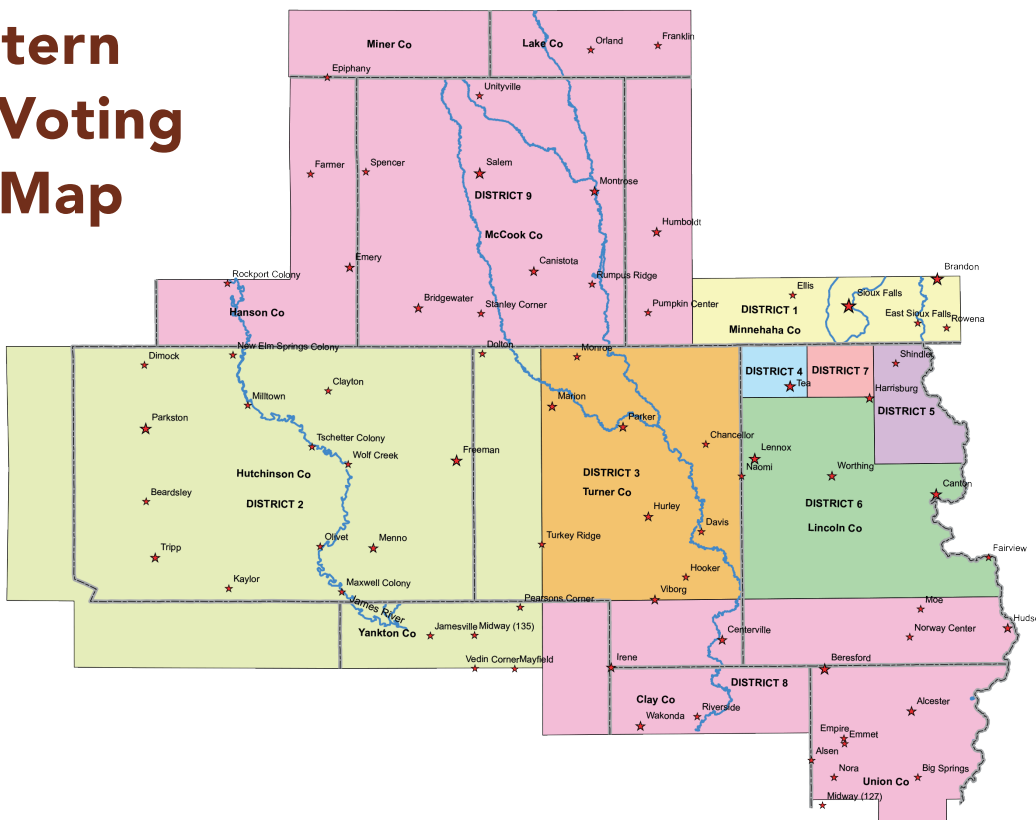 tern
Voting
Map
Miner Co
Lake Co
Orland
Franklin
Epiphany
Unityville
Farmer
Spencer
Salem
Montrose
DISTRICT 9
McCook Co
Humboldt
Emery
Canistota
Rockport Colony
Rumpus Ridge
Brandon
Ellis
Sioux Falls
Bridgewater
Stanley Corner
Pumpkin Center
DISTRICT 1
East Sioux Falls
Rowena
Hanson Co
Minnehaha Co
New Elm Springs Colony
Dolton
Monroe
Dimock
Shindler
DISTRICT 4
DISTRICT 7
Tea
Harrisburg
Clayton
Milltown
Marion
DISTRICT 5
Parkston
Parker
Tschetter Colony
Chancellor
Wolf Creek
Freeman
Lennox
Naomi
Worthing
Hutchinson Co
DISTRICT 3
Turner Co
Canton
Beardsley
DISTRICT 2
DISTRICT 6
Hurley
Davis
Lincoln Co
Olivet
Menno
Turkey Ridge
Tripp
Fairview
Kaylor
Maxwell Colony
Hooker
Viborg
James River
Pearsons Corner
Moe
Yankton Co
Jamesville
Midway (135)
Centerville
Norway Center
Huds
Vedin Corner
Mayfield
Irene
Beresford
DISTRICT 8
Clay Co
Wakonda
Riverside
Alcester
Empire
Emmet
Alsen
Nora
Big Springs
Union Co
Midway (127)